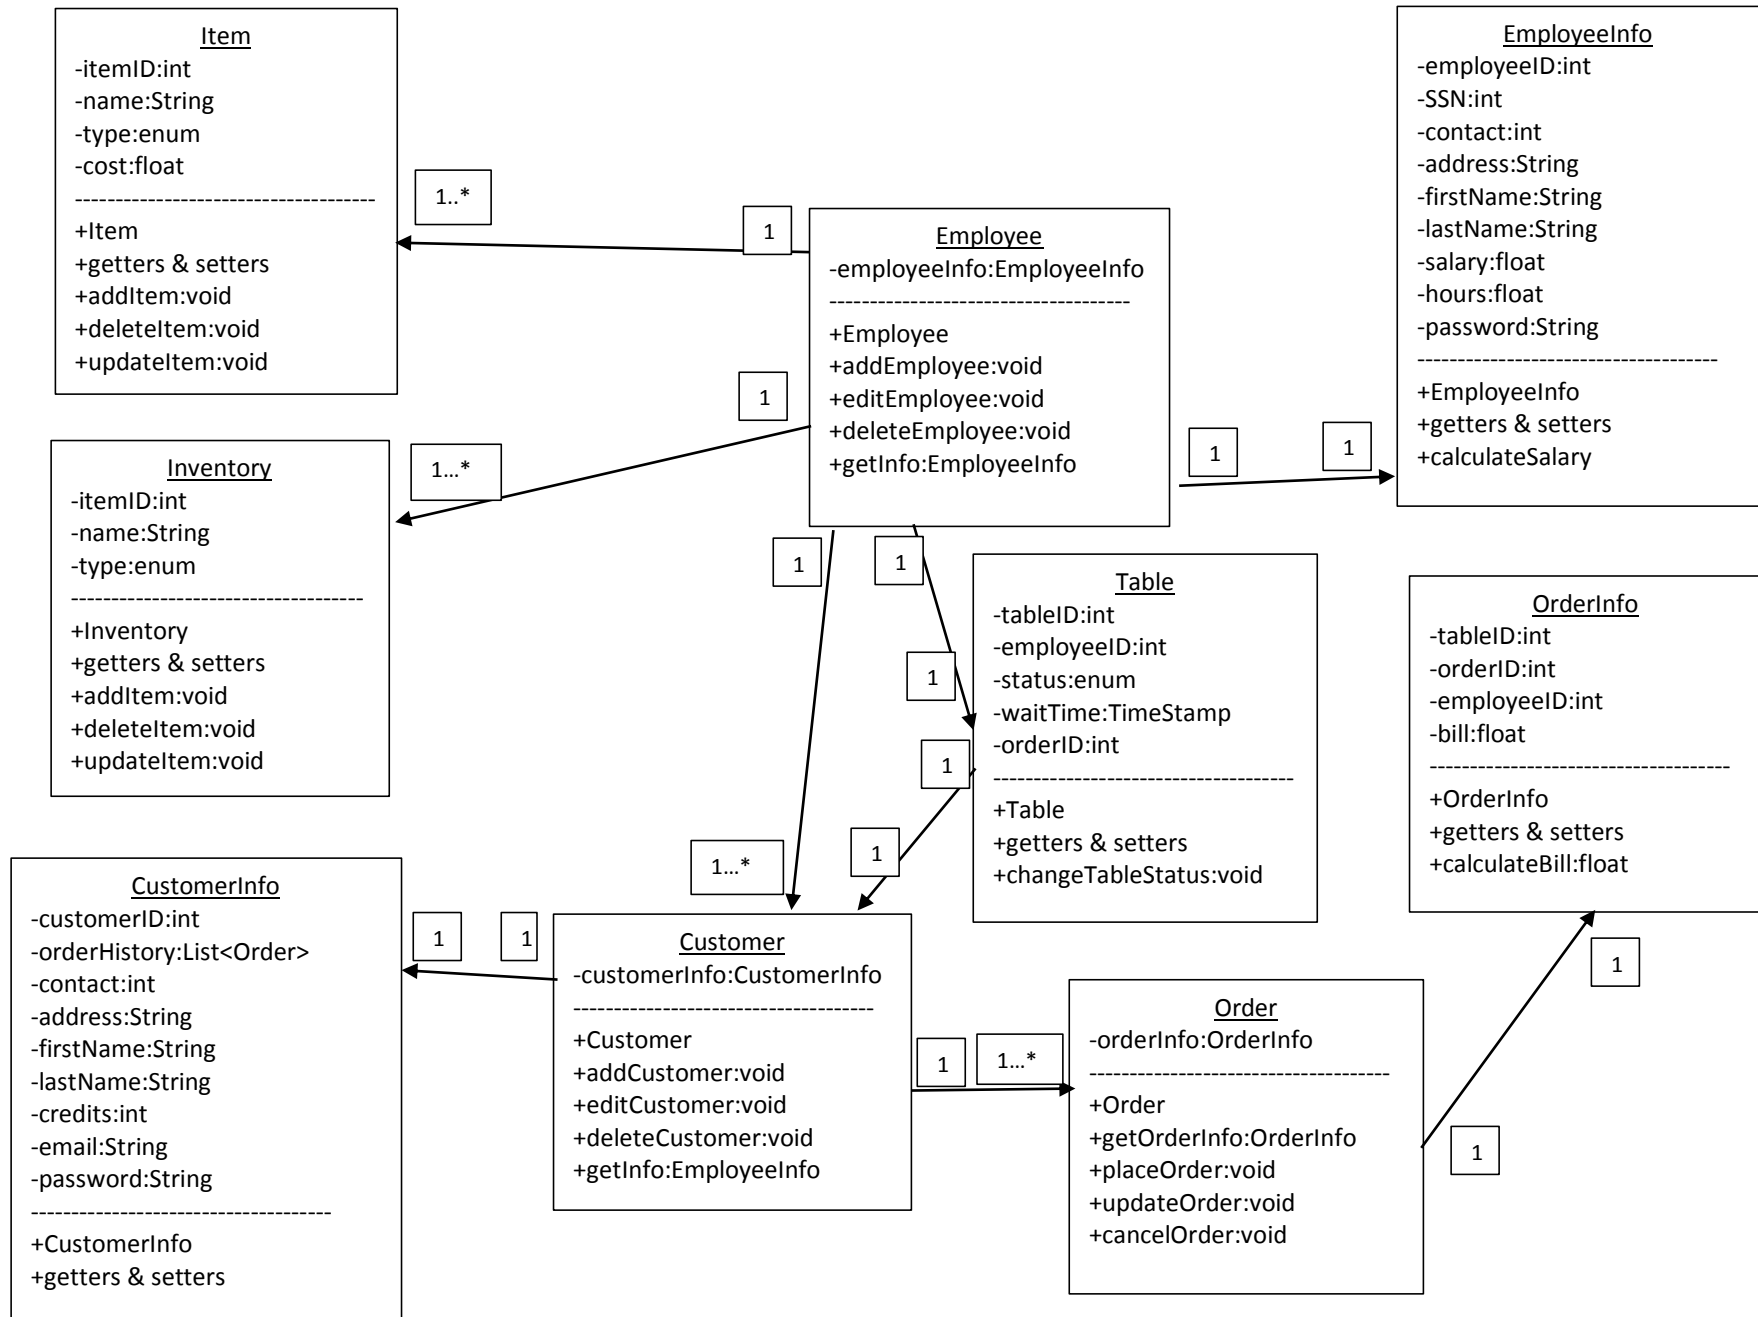 Item
-itemID:int
-name:String
-type:enum
-cost:float
-------------------------------------
+Item
+getters & setters
+addItem:void
+deleteItem:void
+updateItem:void
1..*
1
Employee
-employeeInfo:EmployeeInfo
-------------------------------------
+Employee
+addEmployee:void
+editEmployee:void
+deleteEmployee:void
+getInfo:EmployeeInfo
EmployeeInfo
-employeeID:int
-SSN:int
-contact:int
-address:String
-firstName:String
-lastName:String
-salary:float
-hours:float
-password:String
-------------------------------------
+EmployeeInfo
+getters & setters
+calculateSalary
1
1
1
1...*
Inventory
-itemID:int
-name:String
-type:enum
------------------------------------
+Inventory
+getters & setters
+addItem:void
+deleteItem:void
+updateItem:void
1
1
1
1
1
1...*
Table
-tableID:int
-employeeID:int
-status:enum
-waitTime:TimeStamp
-orderID:int
-------------------------------------
+Table
+getters & setters
+changeTableStatus:void
OrderInfo
-tableID:int
-orderID:int
-employeeID:int
-bill:float
-------------------------------------
+OrderInfo
+getters & setters
+calculateBill:float
CustomerInfo
-customerID:int
-orderHistory:List<Order>
-contact:int
-address:String
-firstName:String
-lastName:String
-credits:int
-email:String
-password:String
-------------------------------------
+CustomerInfo
+getters & setters
1
1
Customer
-customerInfo:CustomerInfo
-------------------------------------
+Customer
+addCustomer:void
+editCustomer:void
+deleteCustomer:void
+getInfo:EmployeeInfo
1
1...*
Order
-orderInfo:OrderInfo
-------------------------------------
+Order
+getOrderInfo:OrderInfo
+placeOrder:void
+updateOrder:void
+cancelOrder:void
1
1